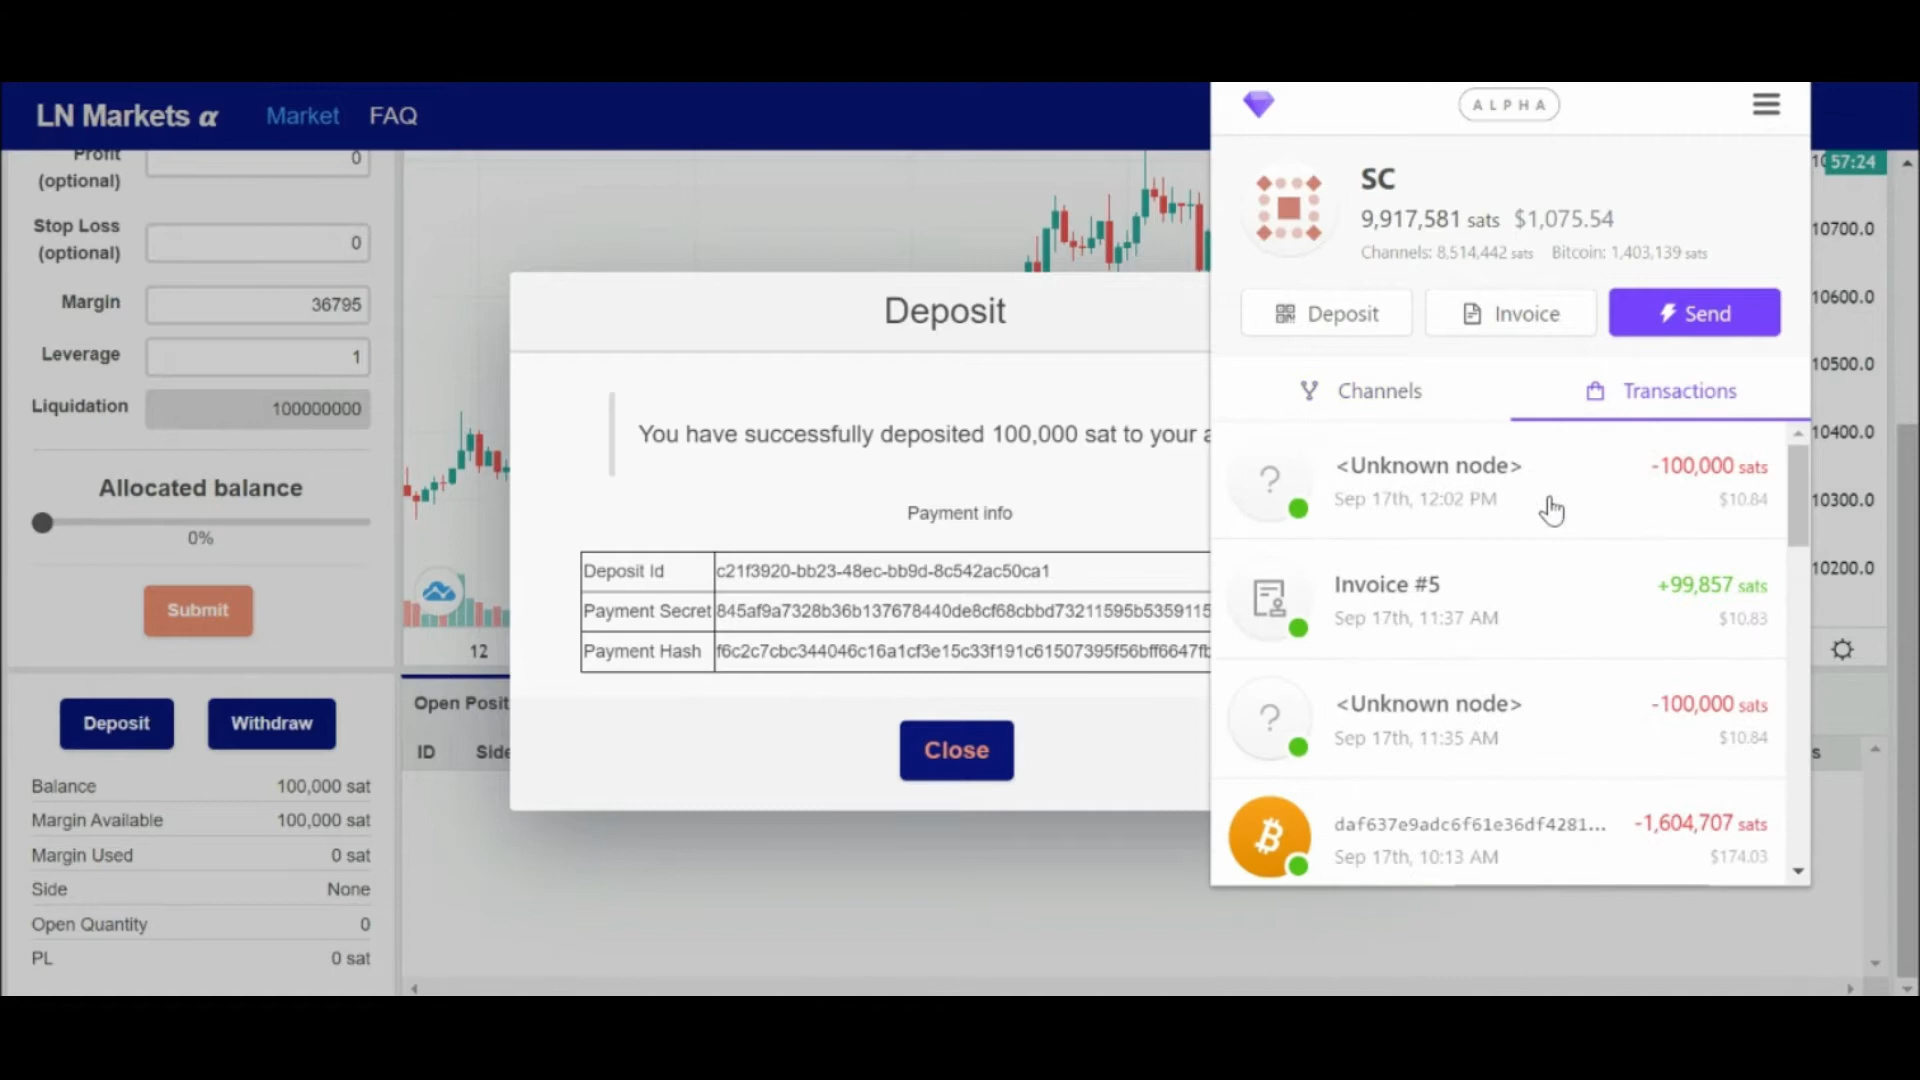 LN Markets α
Market
FAQ
Profit
(optional)
0
Stop Loss
(optional)
0
Margin
36795
Leverage
1
Liquidation
100000000
Allocated balance
0%
Submit
Deposit
Withdraw
Balance
100,000 sat
Margin Available
100,000 sat
Margin Used
0 sat
Side
None
Open Quantity
0
PL
0 sat
12
Open Posit
ID
Side
Deposit
You have successfully deposited 100,000 sat to your a
Payment info
Deposit Id
c21f3920-bb23-48ec-bb9d-8c542ac50ca1
Payment Secret
845af9a7328b36b137678440de8cf68cbbd73211595b5359115
Payment Hash
f6c2c7cbc344046c16a1cf3e15c33f191c61507395f56bff6647fb
Close
ALPHA
SC
9,917,581 sats $1,075.54
Channels: 8,514,442 sats Bitcoin: 1,403,139 sats
Deposit
Invoice
Send
Channels
Transactions
<Unknown node>
-100,000 sats
Sep 17th, 12:02 PM
$10.84
Invoice #5
+99,857 sats
Sep 17th, 11:37 AM
$10.83
<Unknown node>
-100,000 sats
Sep 17th, 11:35 AM
$10.84
daf637e9adc6f61e36df4281...
-1,604,707 sats
Sep 17th, 10:13 AM
$174.03
57:24
10700.0
10600.0
10500.0
10400.0
10300.0
10200.0
s